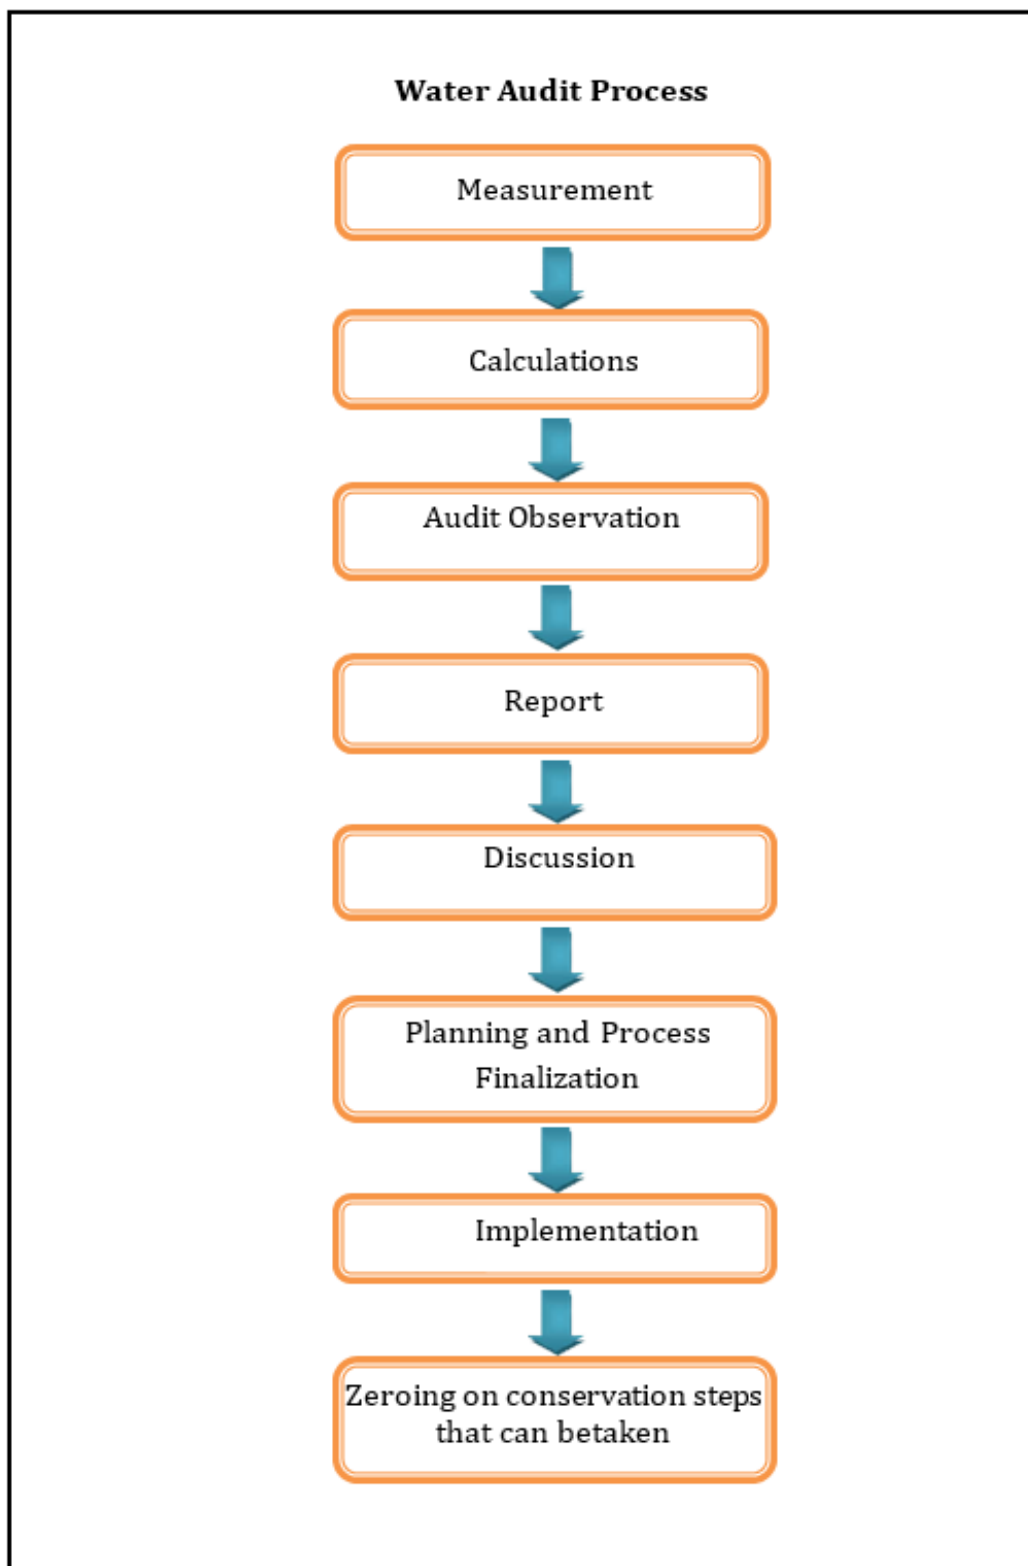 Water Audit Process
Measurement
Calculations
Audit Observation
Report
Discussion
Planning and Process
Finalization
Implementation
Zeroing on conservation steps
that can betaken